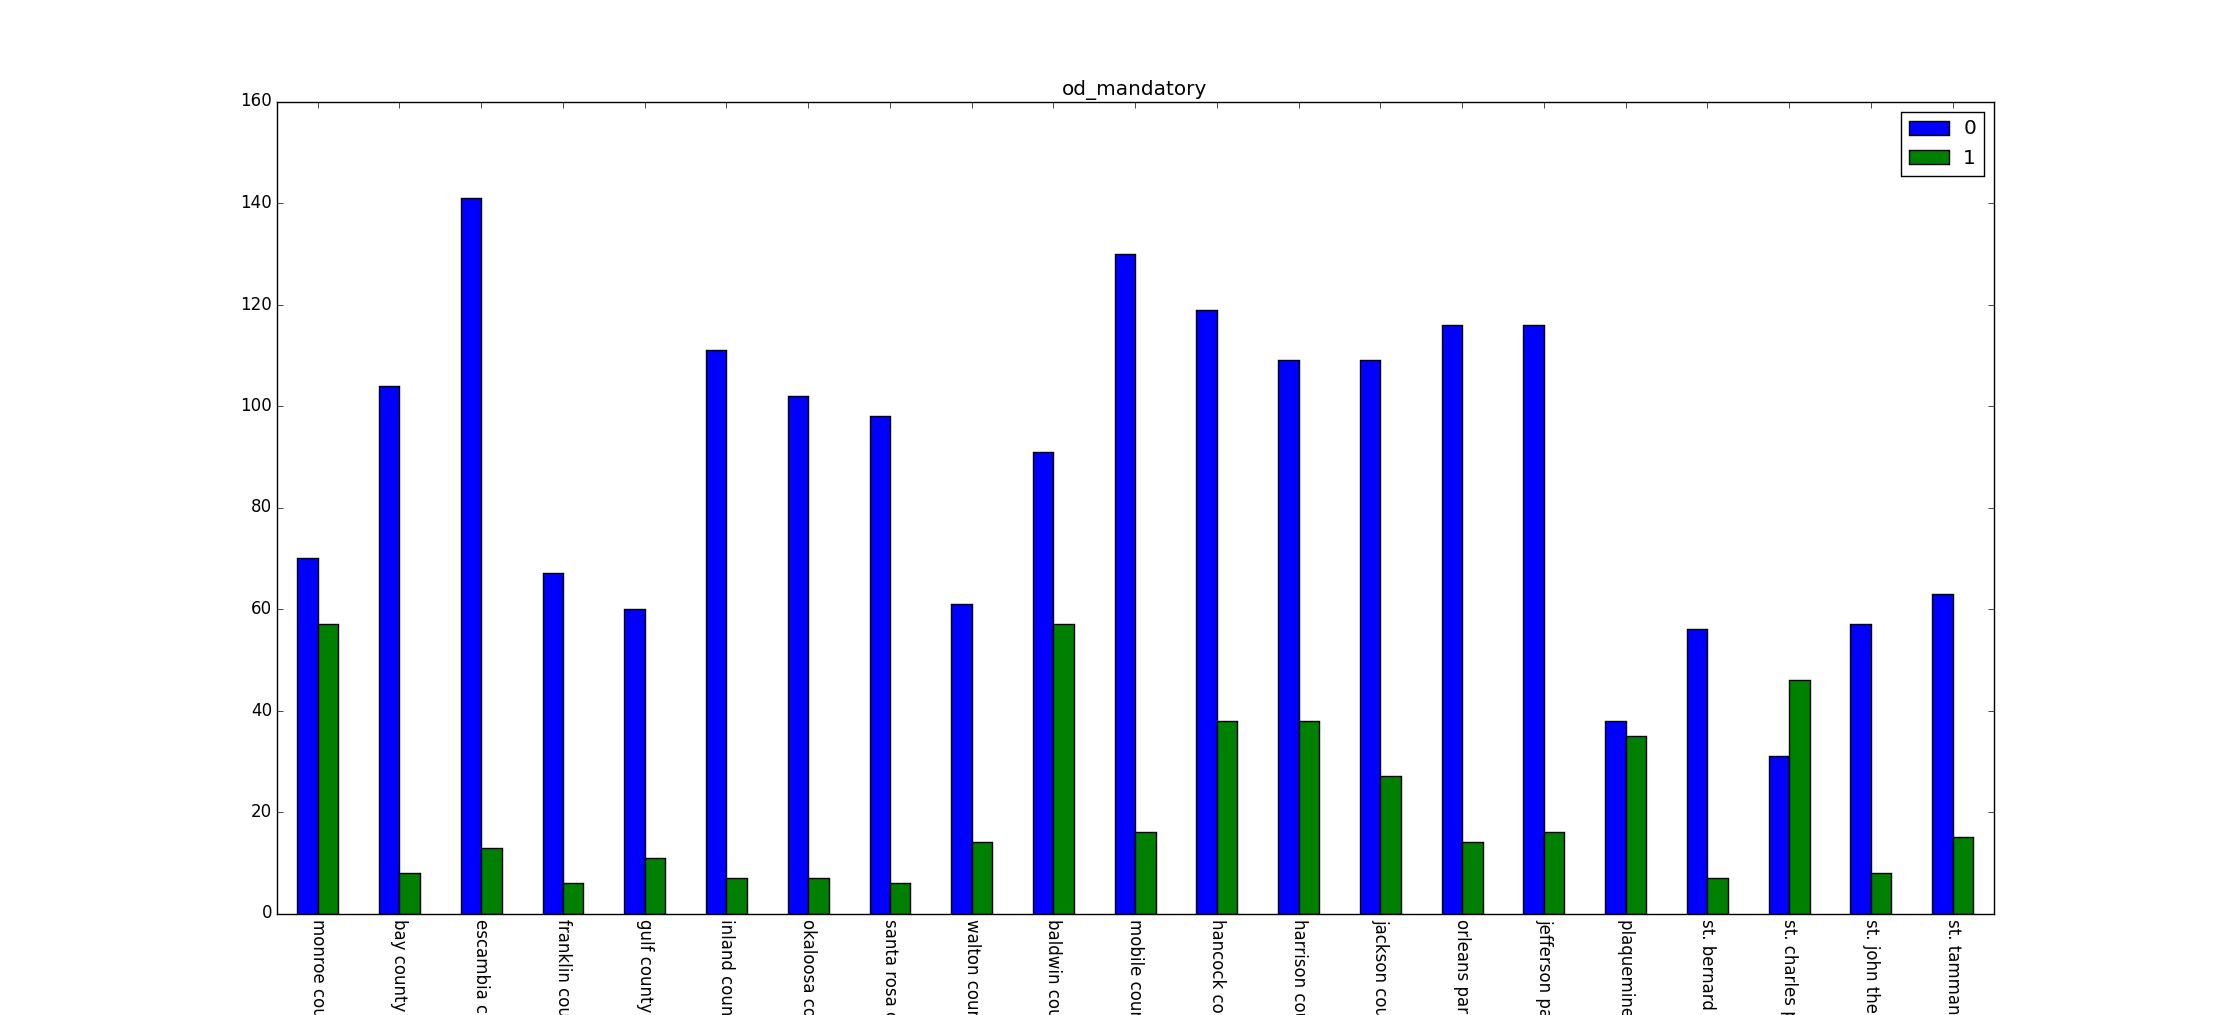 od_mandatory
160
140
120
100
80
60
40
20
0
0
1
monroe cou
bay county
escambia c
franklin cou
gulf county
inland coun
okaloosa co
santa rosa c
walton coun
baldwin cou
mobile coun
hancock co
harrison cou
jackson cou
orleans par
jefferson pa
plaquemine
st. bernard
st. charles p
st. john the
st. tamman